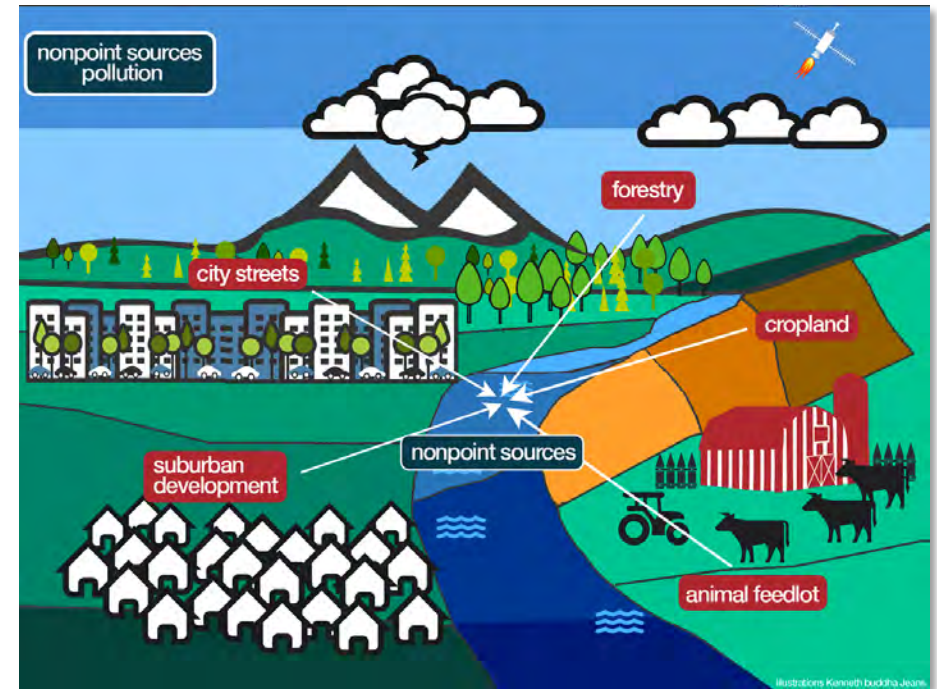 nonpoint sources
pollution
forestry
city streets
cropland
nonpoint sources
suburban
development
animal feedlot
Illustrations Kenneth buddha Jeans